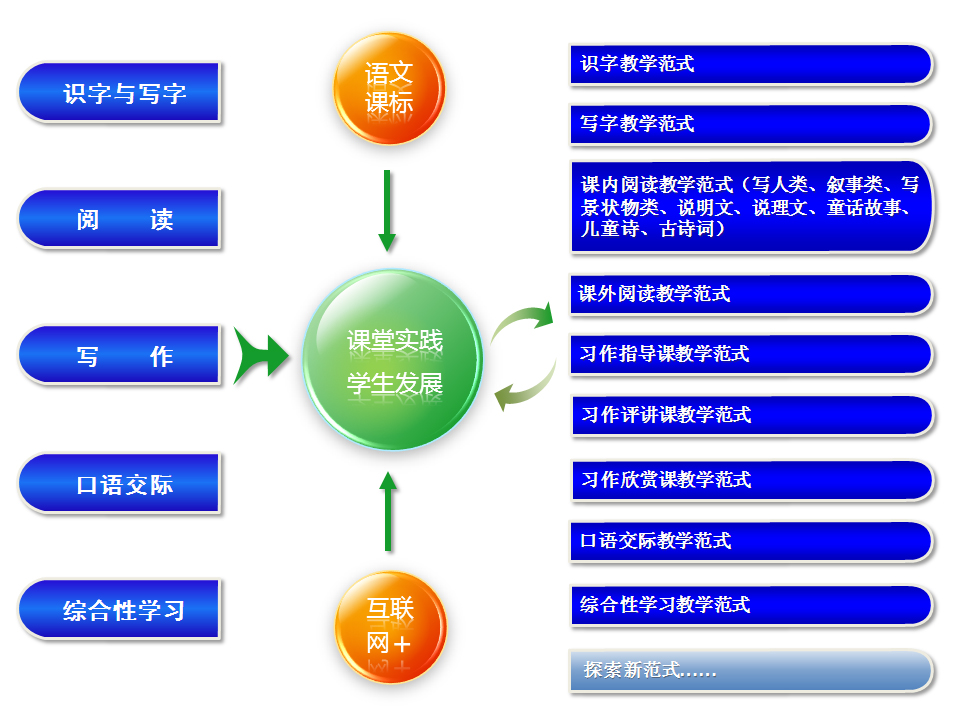 识字与写字
阅 读
写 作
口语交际
综合性学习
语文
课标
课堂实践
学生发展
互联
网＋
识字教学范式
写字教学范式
课内阅读教学范式（写人类、叙事类、写
景状物类、说明文、说理文、童话故事、
儿童诗、古诗词）
课外阅读教学范式
习作指导课教学范式
习作评讲课教学范式
习作欣赏课教学范式
口语交际教学范式
综合性学习教学范式
探索新范式……